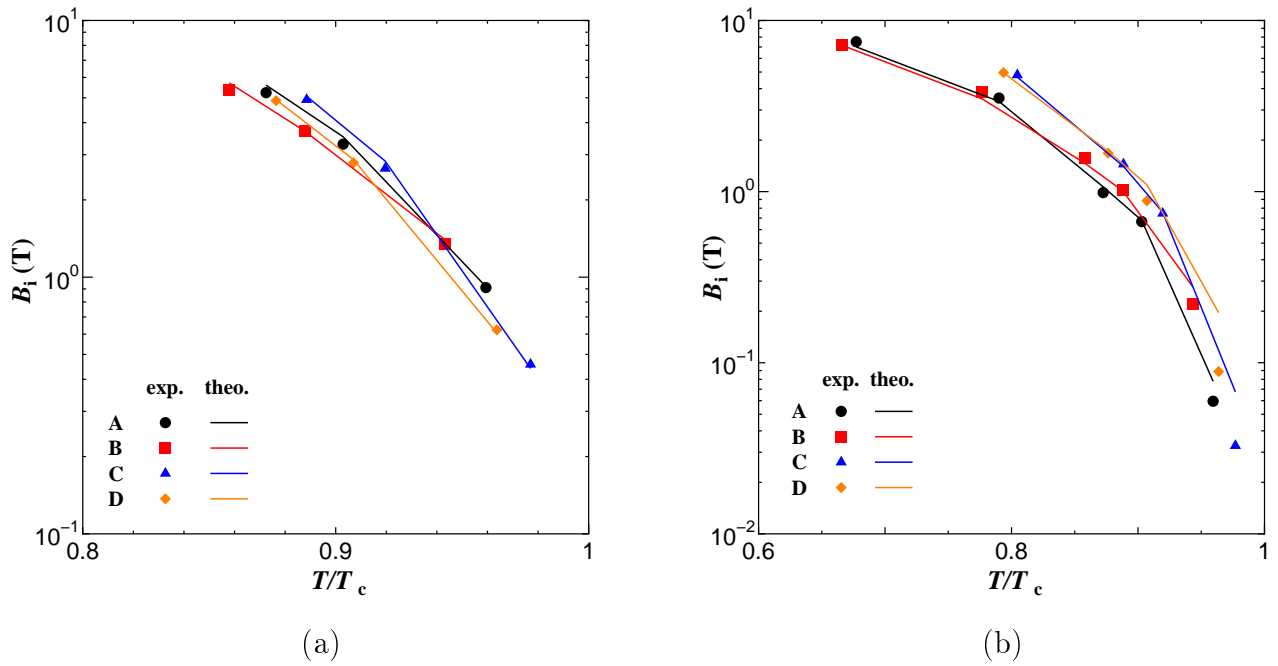 10^1
B_i (T)
10^0
10^-1
0.8
0.9
1
T/T_c
exp. theo.
A
B
C
D
(a)
10^1
B_i (T)
10^0
10^-1
10^-2
0.6
0.8
1
T/T_c
exp. theo.
A
B
C
D
(b)